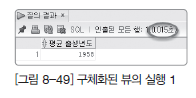 질의 결과 ×
SQL | 인출된 모든 행: 1(0,015초)
평균 출생년도
1 1958
[그림 8-49] 구체화된 뷰의 실행 1